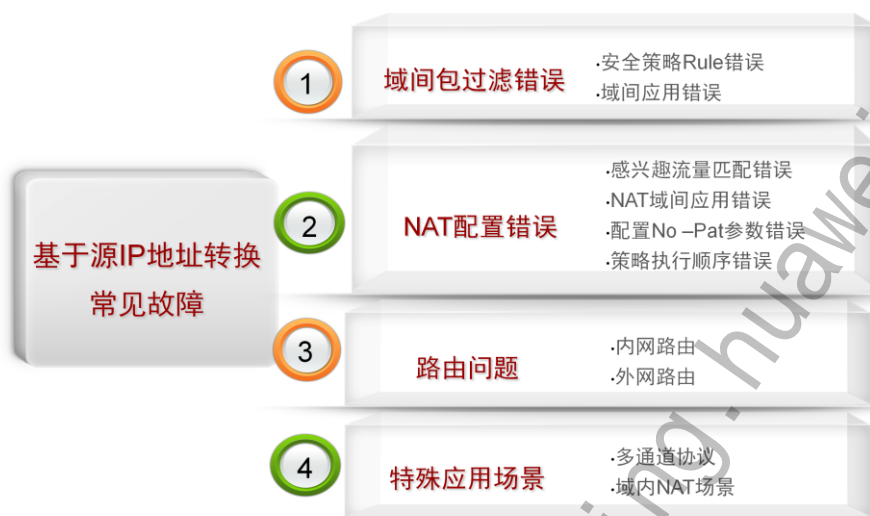 基于源IP地址转换
常见故障
1
域间包过滤错误
·安全策略Rule错误
·域间应用错误
2
NAT配置错误
·感兴趣流量匹配错误
·NAT域间应用错误
·配置No –Pat参数错误
·策略执行顺序错误
3
路由问题
·内网路由
·外网路由
4
特殊应用场景
·多通道协议
·域内NAT场景
ing.huawei.